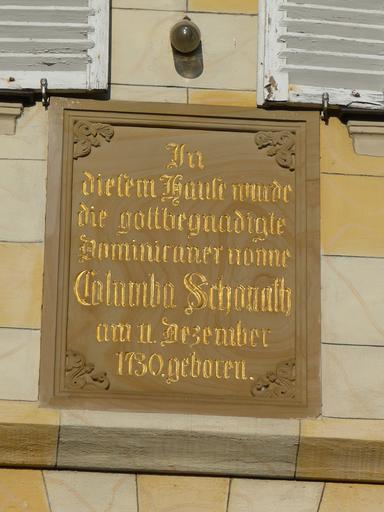 In
diesem Hause wurde
die gottbegnadigte
Dominicaner nonne
Columba Schonath
am 11. Dezember
1730. geboren.